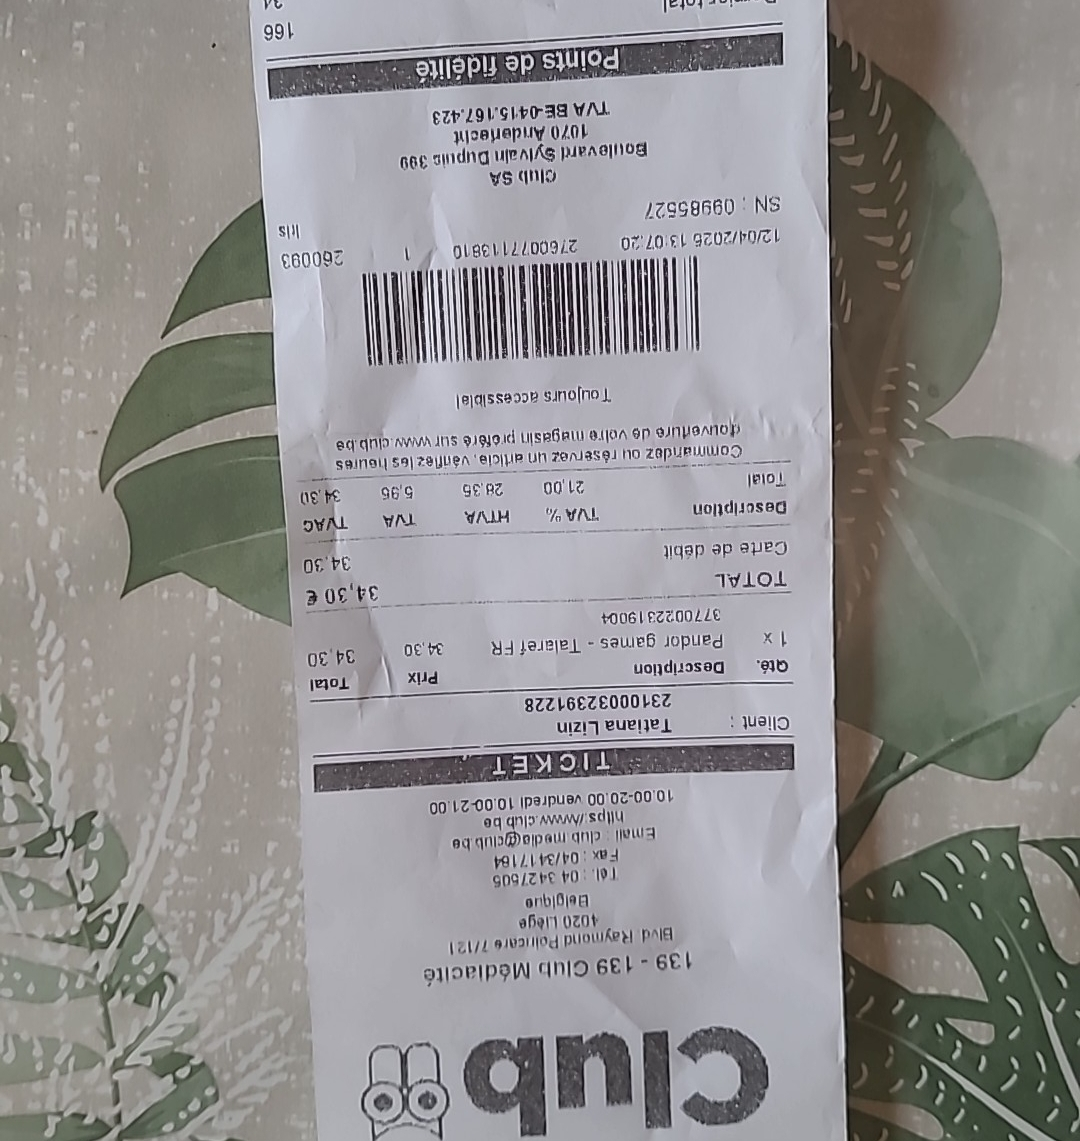 Club
139 - 139 Club Médiacité
Blvd Raymond Poincaré 7/121
4020 Liège
Belgique
Tél. : 04 3427505
Fax : 04/3417184
Email : club.media@club.be
https://www.club.be
10.00-20.00 vendredi 10.00-21.00
TICKET
Client : Tatiana Lizin
23100032391228
Qté. Description Prix Total
1 x Pandor games - Talaref FR 34,30 34,30
3770022319004
TOTAL 34,30 €
Carte de débit 34,30
Description TVA % HTVA TVA TVAC
Total 21,00 28,35 5,95 34,30
Commandez ou réservez un article, vérifiez les heures
d'ouverture de votre magasin préféré sur www.club.be
Toujours accessible!
12/04/2026 13:07:20 2760077113810 1 260093
Iris
SN : 09985527
Club SA
Boulevard Sylvain Dupuis 399
1070 Anderlecht
TVA BE-0415.167.423
Points de fidélité
166